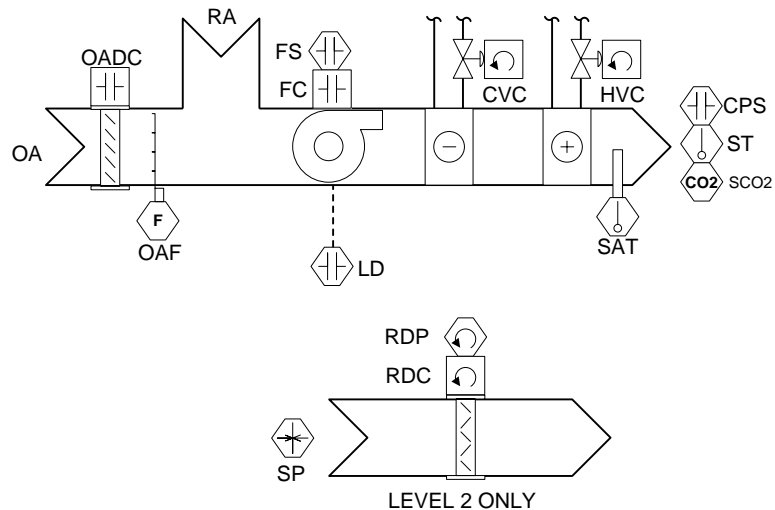 RA
OADC
FS
FC
CVC
HVC
CPS
OA
ST
CO2
SCO2
F
OAF
SAT
LD
RDP
RDC
SP
LEVEL 2 ONLY